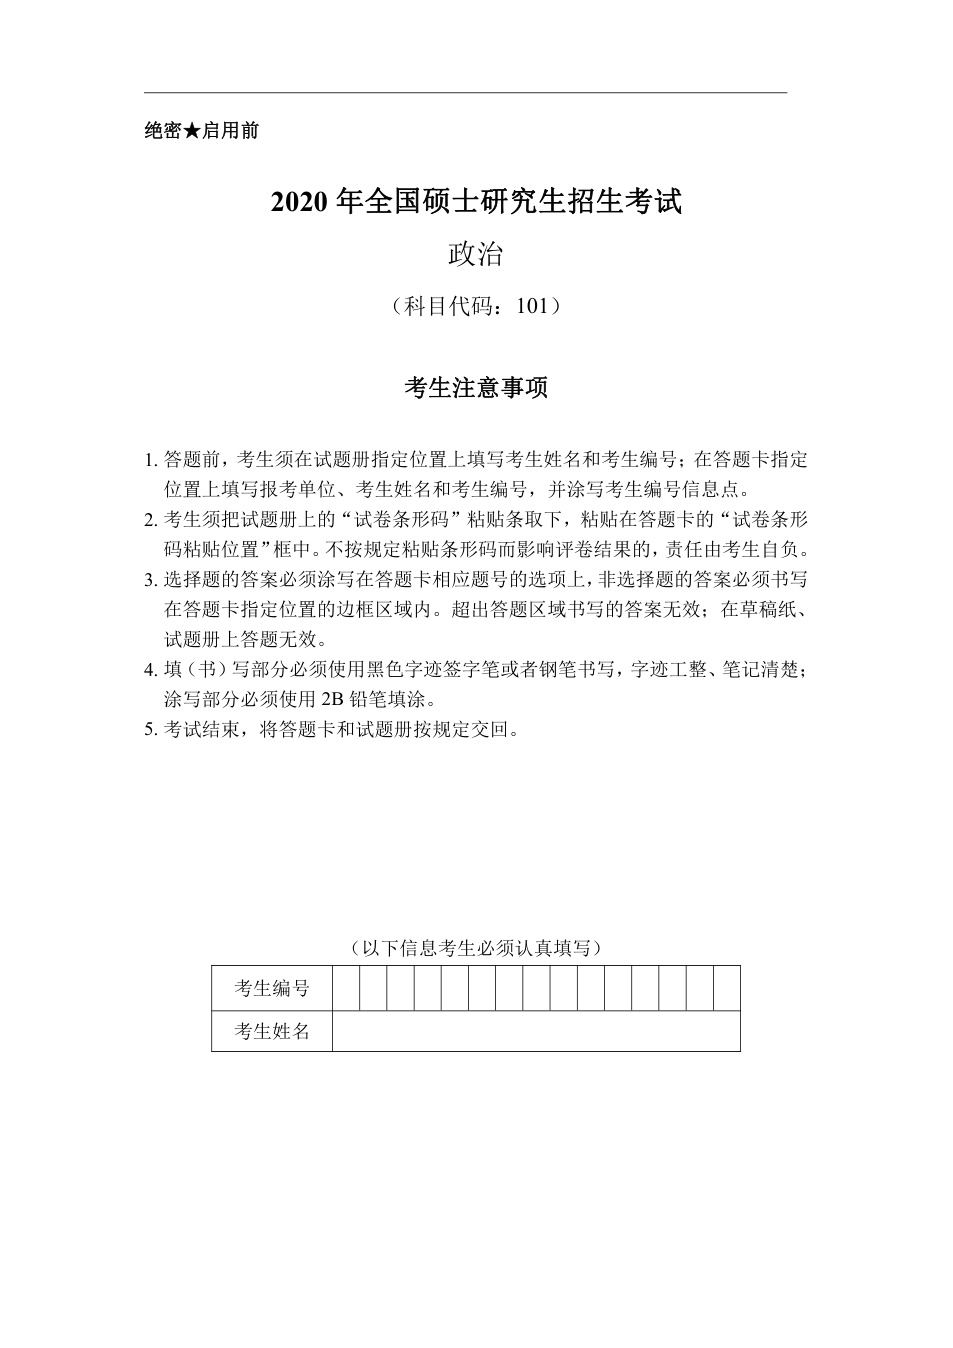 绝密★启用前
2020 年全国硕士研究生招生考试
政治
（科目代码：101）
考生注意事项
1. 答题前，考生须在试题册指定位置上填写考生姓名和考生编号；在答题卡指定
位置上填写报考单位、考生姓名和考生编号，并涂写考生编号信息点。
2. 考生须把试题册上的“试卷条形码”粘贴条取下，粘贴在答题卡的“试卷条形
码粘贴位置”框中。不按规定粘贴条形码而影响评卷结果的，责任由考生自负。
3. 选择题的答案必须涂写在答题卡相应题号的选项上，非选择题的答案必须书写
在答题卡指定位置的边框区域内。超出答题区域书写的答案无效；在草稿纸、
试题册上答题无效。
4. 填（书）写部分必须使用黑色字迹签字笔或者钢笔书写，字迹工整、笔记清楚；
涂写部分必须使用 2B 铅笔填涂。
5. 考试结束，将答题卡和试题册按规定交回。
（以下信息考生必须认真填写）
考生编号
考生姓名